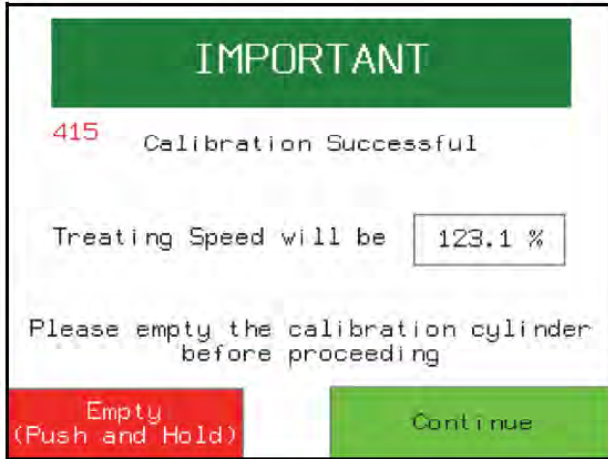 IMPORTANT
415
Calibration Successful
Treating Speed will be 123.1 %
Please empty the calibration cylinder
before proceeding
Empty
(Push and Hold)
Continue